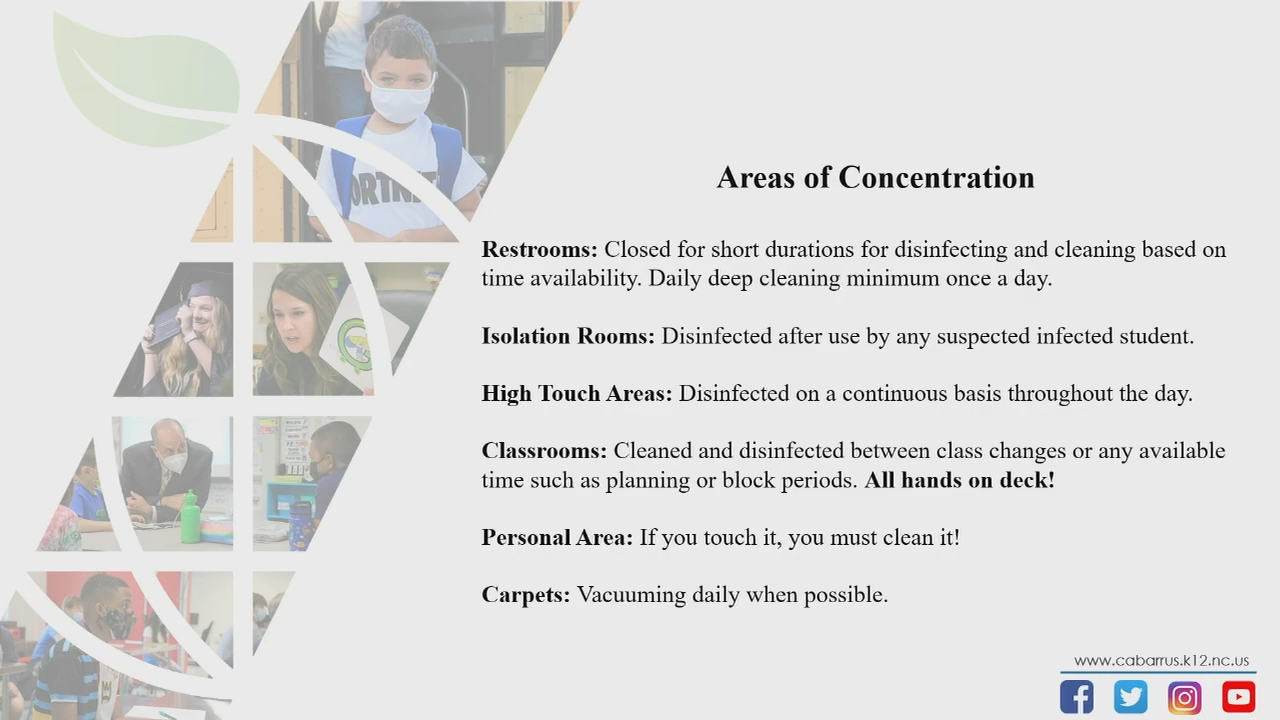 Areas of Concentration
Restrooms: Closed for short durations for disinfecting and cleaning based on
time availability. Daily deep cleaning minimum once a day.
Isolation Rooms: Disinfected after use by any suspected infected student.
High Touch Areas: Disinfected on a continuous basis throughout the day.
Classrooms: Cleaned and disinfected between class changes or any available
time such as planning or block periods. All hands on deck!
Personal Area: If you touch it, you must clean it!
Carpets: Vacuuming daily when possible.
www.cabarrus.k12.nc.us